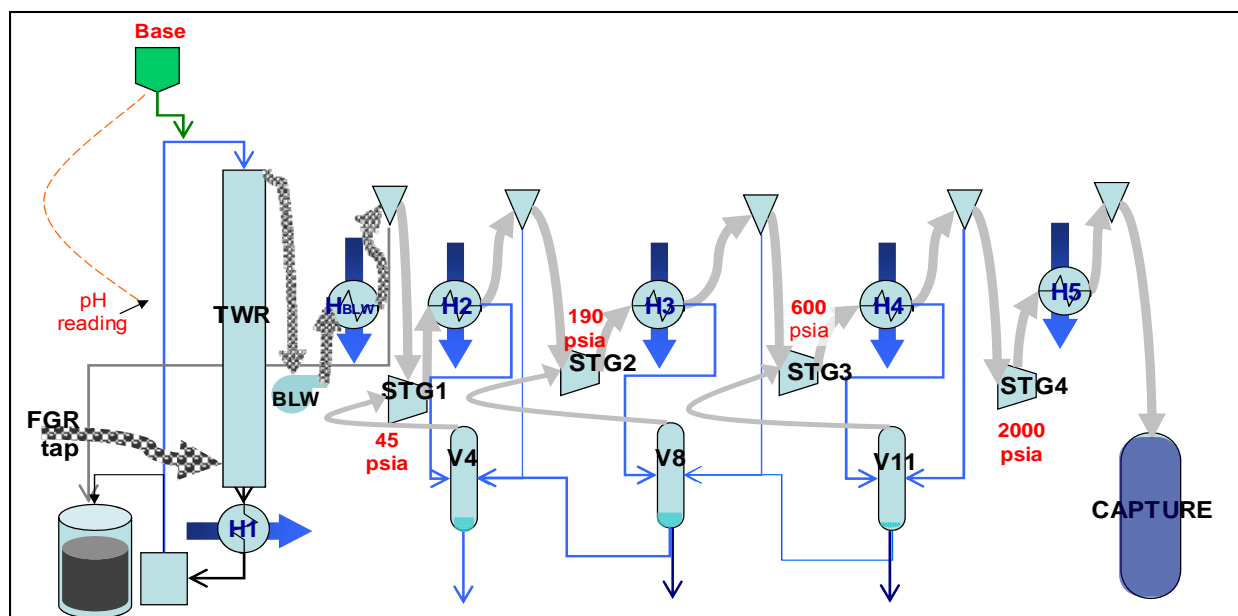 Base
pH
reading
TWR
FGR
tap
H1
BLW
HBLW
STG1
45
psia
H2
V4
190
psia
STG2
H3
V8
600
psia
STG3
H4
V11
STG4
2000
psia
H5
CAPTURE